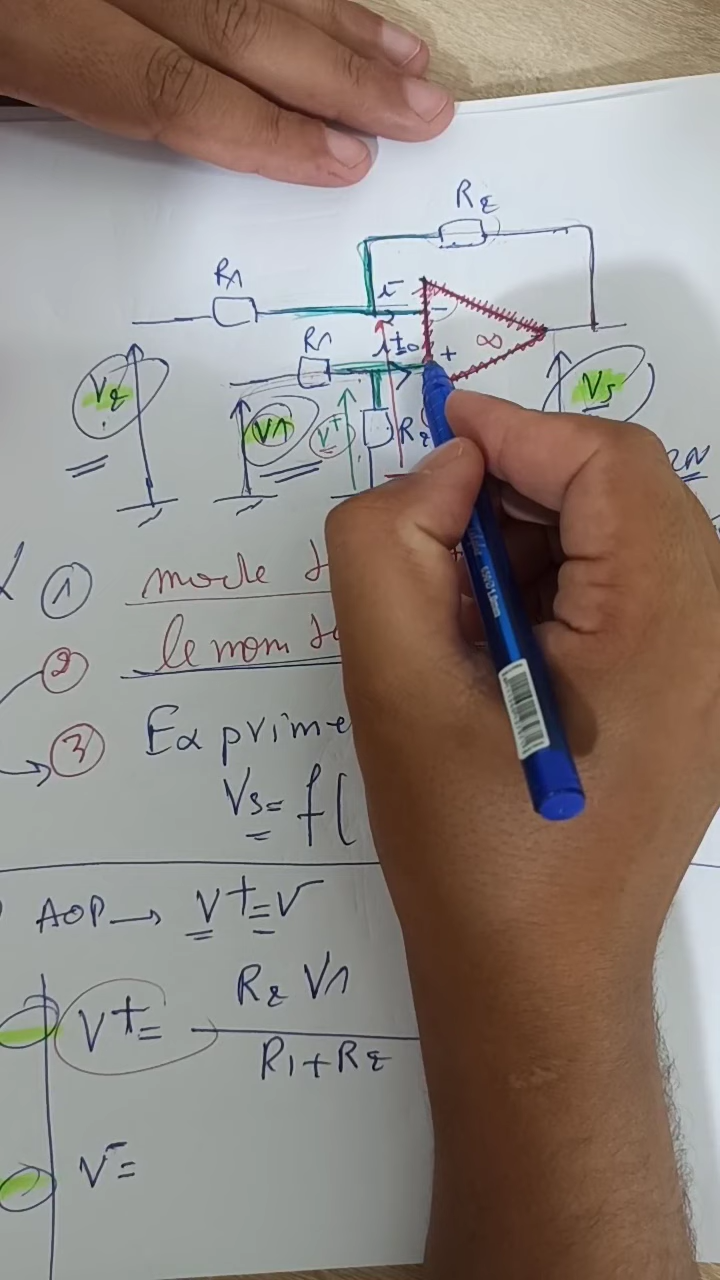 R2
R1
R1
V2
V1
V+
R2
∞
-
+
Vs
① mode
② le nom
③ Exprime
Vs = f(
AOP → V+ = V-
V+ = R2 V1
R1 + R2
V- =